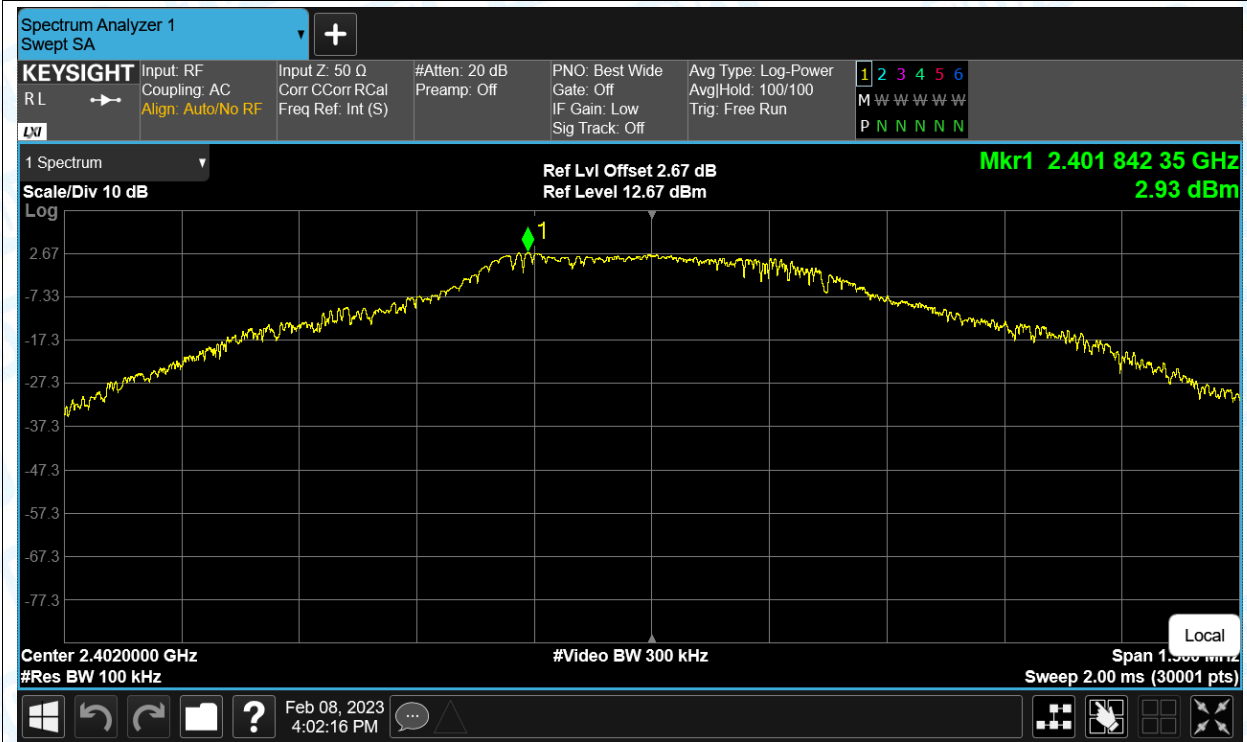 Spectrum Analyzer 1
Swept SA
+
KEYSIGHT
R L
LXI
Input: RF
Coupling: AC
Align: Auto/No RF
Input Z: 50 Ω
Corr CCorr RCal
Freq Ref: Int (S)
#Atten: 20 dB
Preamp: Off
PNO: Best Wide
Gate: Off
IF Gain: Low
Sig Track: Off
Avg Type: Log-Power
Avg|Hold: 100/100
Trig: Free Run
1 2 3 4 5 6
M W W W W W
P N N N N N N
1 Spectrum
Scale/Div 10 dB
Log
Ref Lvl Offset 2.67 dB
Ref Level 12.67 dBm
Mkr1 2.401 842 35 GHz
2.93 dBm
1
2.67
-7.33
-17.3
-27.3
-37.3
-47.3
-57.3
-67.3
-77.3
Local
Center 2.4020000 GHz
#Video BW 300 kHz
Span
#Res BW 100 kHz
Sweep 2.00 ms (30001 pts)
?
Feb 08, 2023
4:02:16 PM